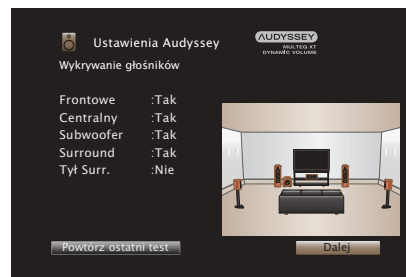 Ustawienia Audyssey
AUDYSSEY
MULTEQ XT
DYNAMIC VOLUME
Wykrywanie głośników
Frontowe :Tak
Centralny :Tak
Subwoofer :Tak
Surround :Tak
Tył Surr. :Nie
Powtórz ostatni test
Dalej